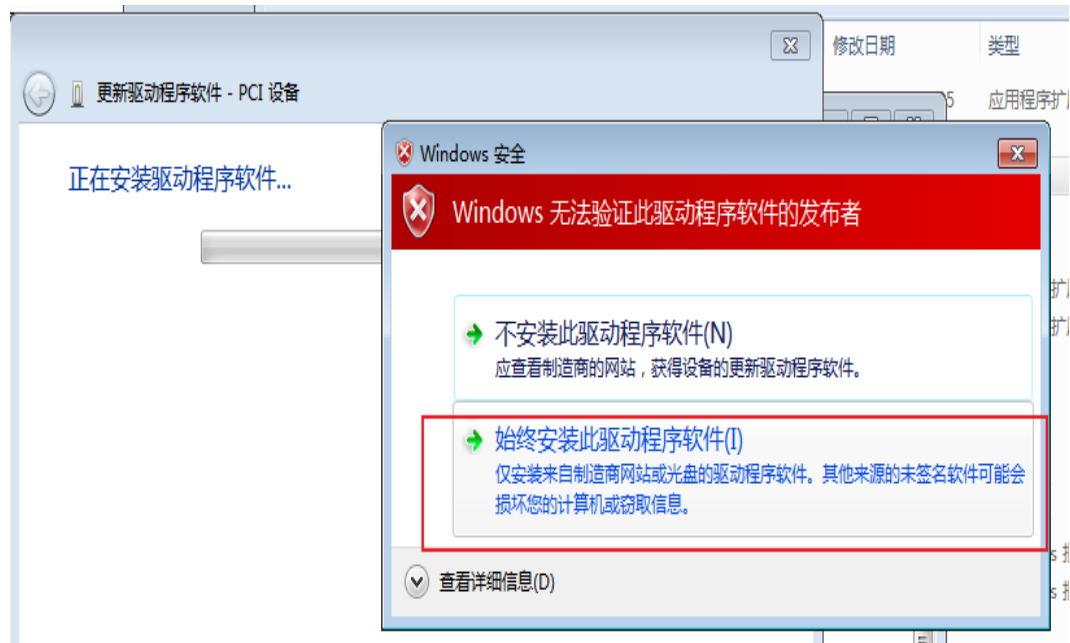 修改日期
类型
更新驱动程序软件 - PCI 设备
5
应用程序扩
Windows 安全
正在安装驱动程序软件...
Windows 无法验证此驱动程序软件的发布者
不安装此驱动程序软件(N)
应查看制造商的网站，获得设备的更新驱动程序软件。
始终安装此驱动程序软件(I)
仅安装来自制造商网站或光盘的驱动程序软件。其他来源的未签名软件可能会
损坏您的计算机或窃取信息。
查看详细信息(D)